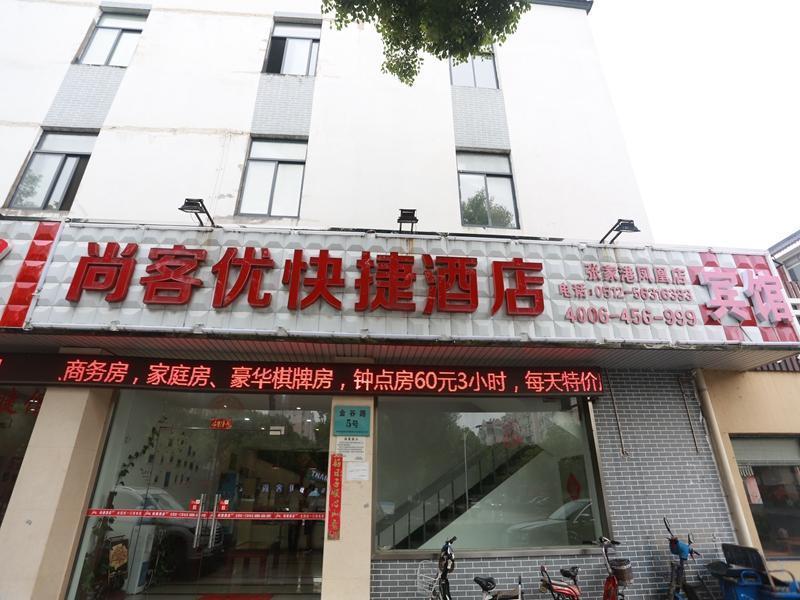 尚客优快捷酒店
张家港凤凰店
电话:0512-56316333
4006-456-999
宾馆
商务房，家庭房、豪华棋牌房，钟点房60元3小时，每天特价
金谷路
5号